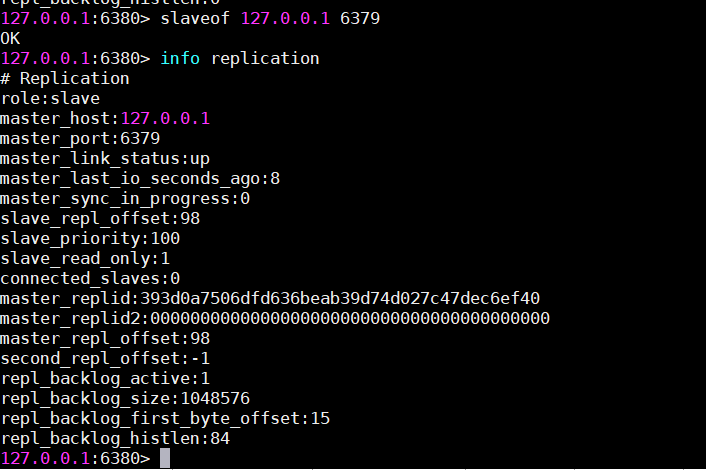 repl_backlog_histlen:0
127.0.0.1:6380> slaveof 127.0.0.1 6379
OK
127.0.0.1:6380> info replication
# Replication
role:slave
master_host:127.0.0.1
master_port:6379
master_link_status:up
master_last_io_seconds_ago:8
master_sync_in_progress:0
slave_repl_offset:98
slave_priority:100
slave_read_only:1
connected_slaves:0
master_replid:393d0a7506dfd636beab39d74d027c47dec6ef40
master_replid2:0000000000000000000000000000000000000000
master_repl_offset:98
second_repl_offset:-1
repl_backlog_active:1
repl_backlog_size:1048576
repl_backlog_first_byte_offset:15
repl_backlog_histlen:84
127.0.0.1:6380>